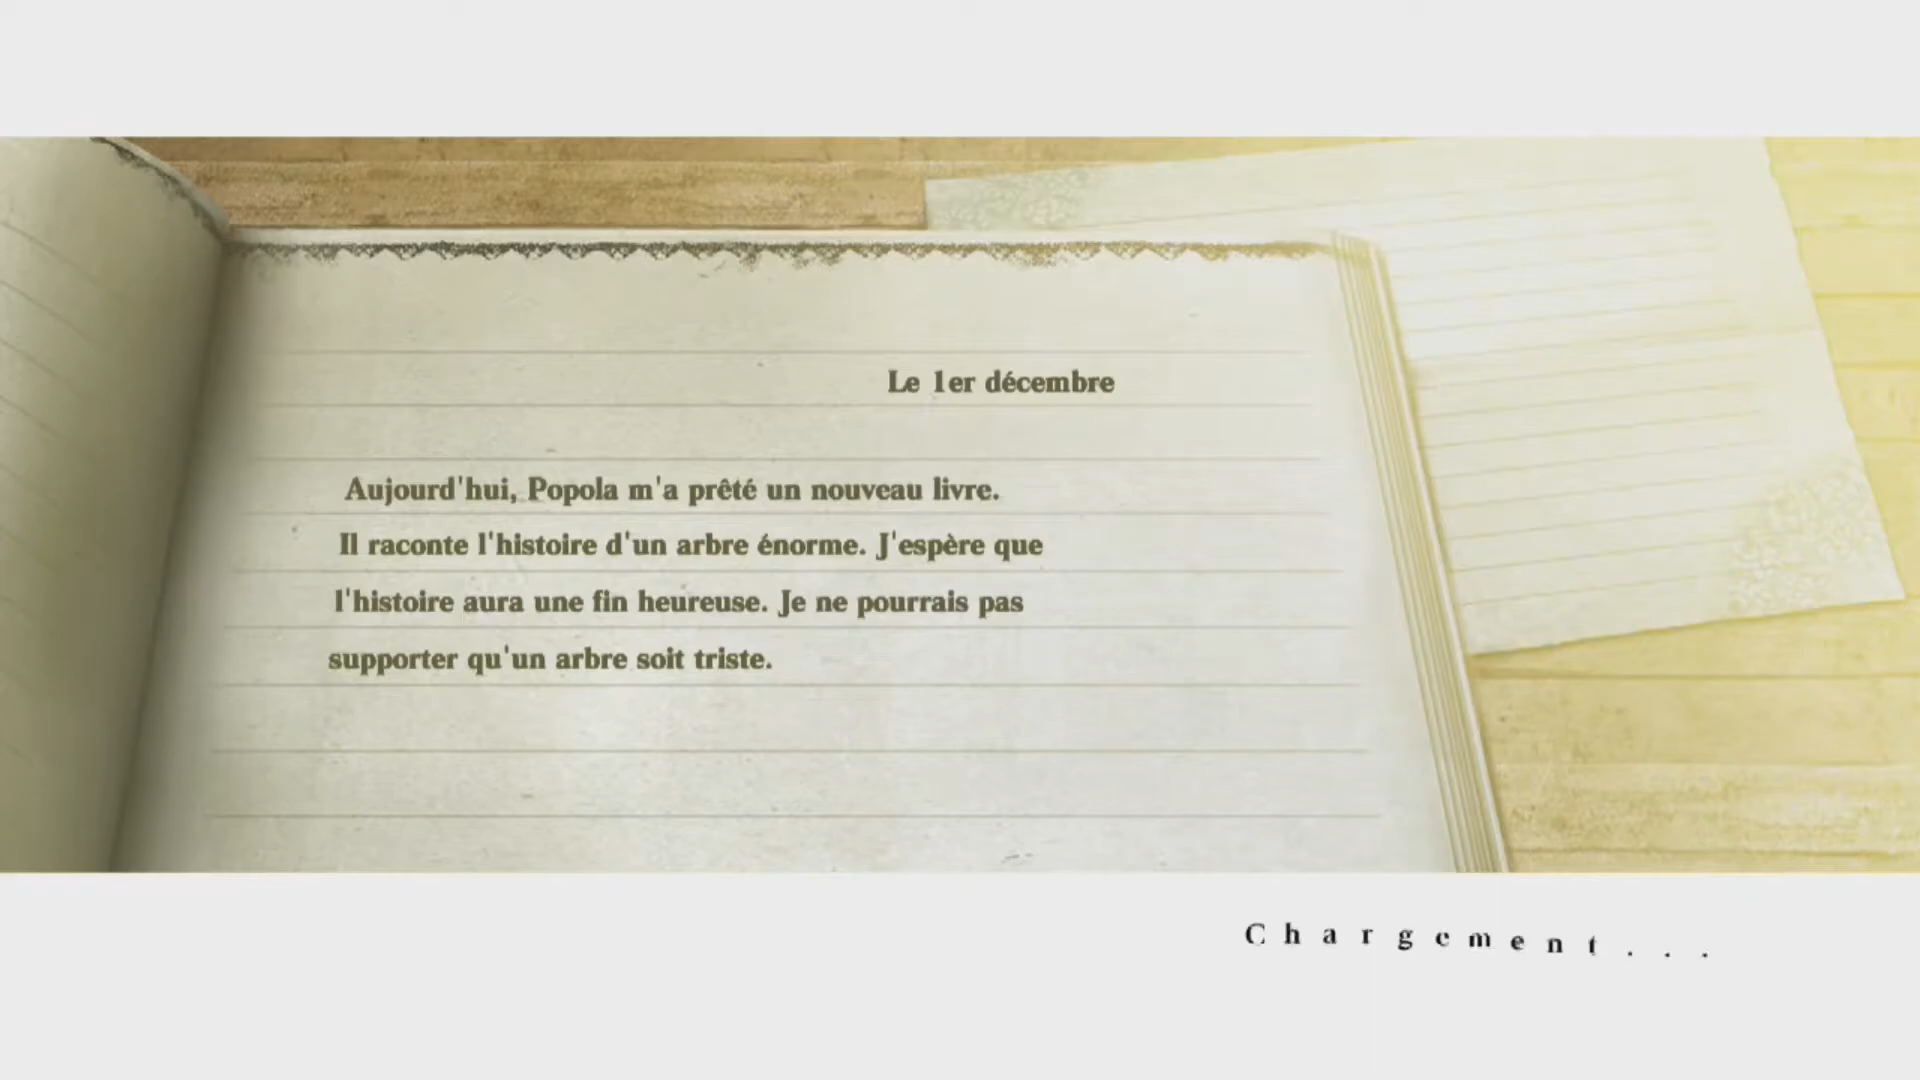 Le 1er décembre
Aujourd'hui, Popola m'a prêté un nouveau livre.
Il raconte l'histoire d'un arbre énorme. J'espère que
l'histoire aura une fin heureuse. Je ne pourrais pas
supporter qu'un arbre soit triste.
Chargement...